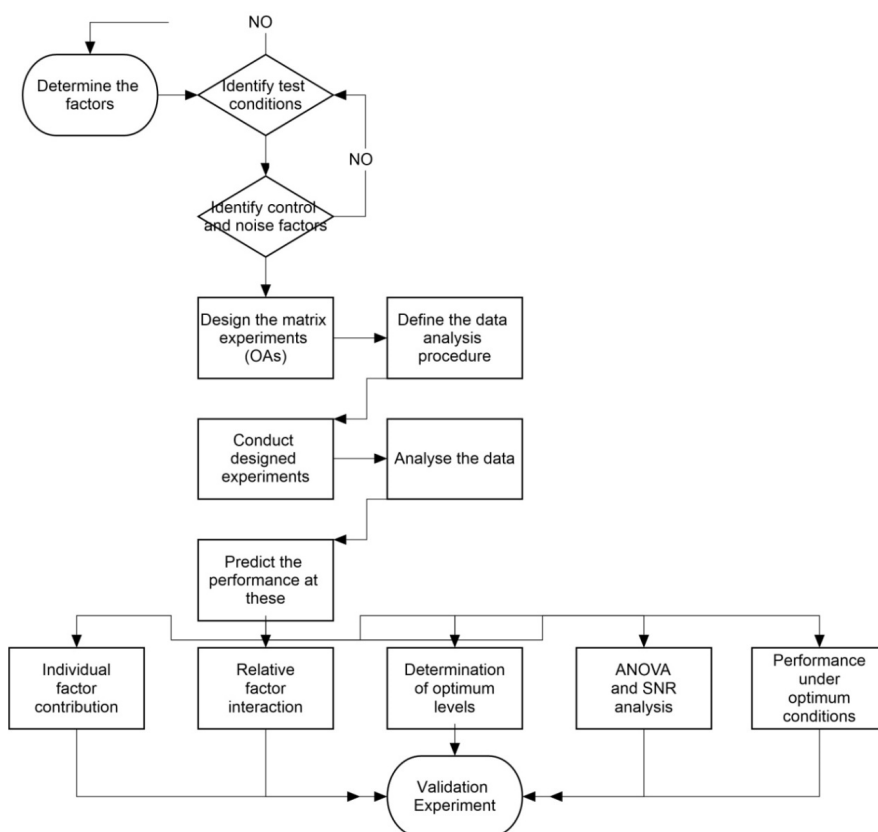 NO
Determine the
factors
Identify test
conditions
NO
Identify control
and noise factors
Design the matrix
experiments
(OAs)
Define the data
analysis
procedure
Conduct
designed
experiments
Analyse the data
Predict the
performance at
these
Individual
factor
contribution
Relative
factor
interaction
Determination
of optimum
levels
ANOVA
and SNR
analysis
Performance
under
optimum
conditions
Validation
Experiment